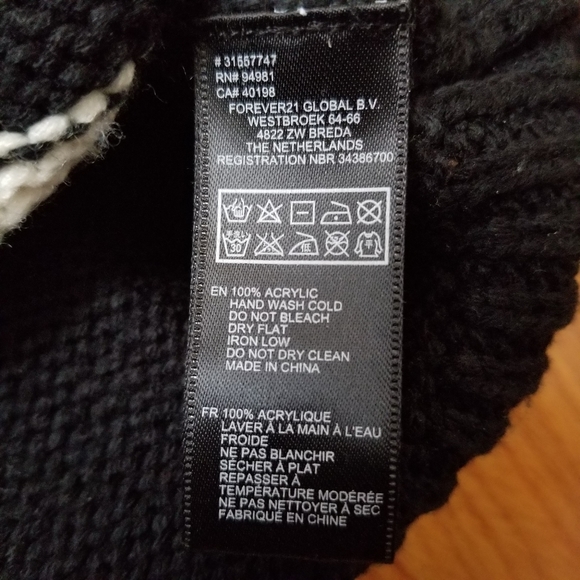 # 31557747
RN# 94981
CA# 40198
FOREVER21 GLOBAL B.V.
WESTBROEK 64-66
4822 ZW BREDA
THE NETHERLANDS
REGISTRATION NBR 34386700
30 低 平
EN 100% ACRYLIC
HAND WASH COLD
DO NOT BLEACH
DRY FLAT
IRON LOW
DO NOT DRY CLEAN
MADE IN CHINA
FR 100% ACRYLIQUE
LAVER À LA MAIN À L'EAU
FROIDE
NE PAS BLANCHIR
SÉCHER À PLAT
REPASSER À
TEMPÉRATURE MODÉRÉE
NE PAS NETTOYER À SEC
FABRIQUÉ EN CHINE